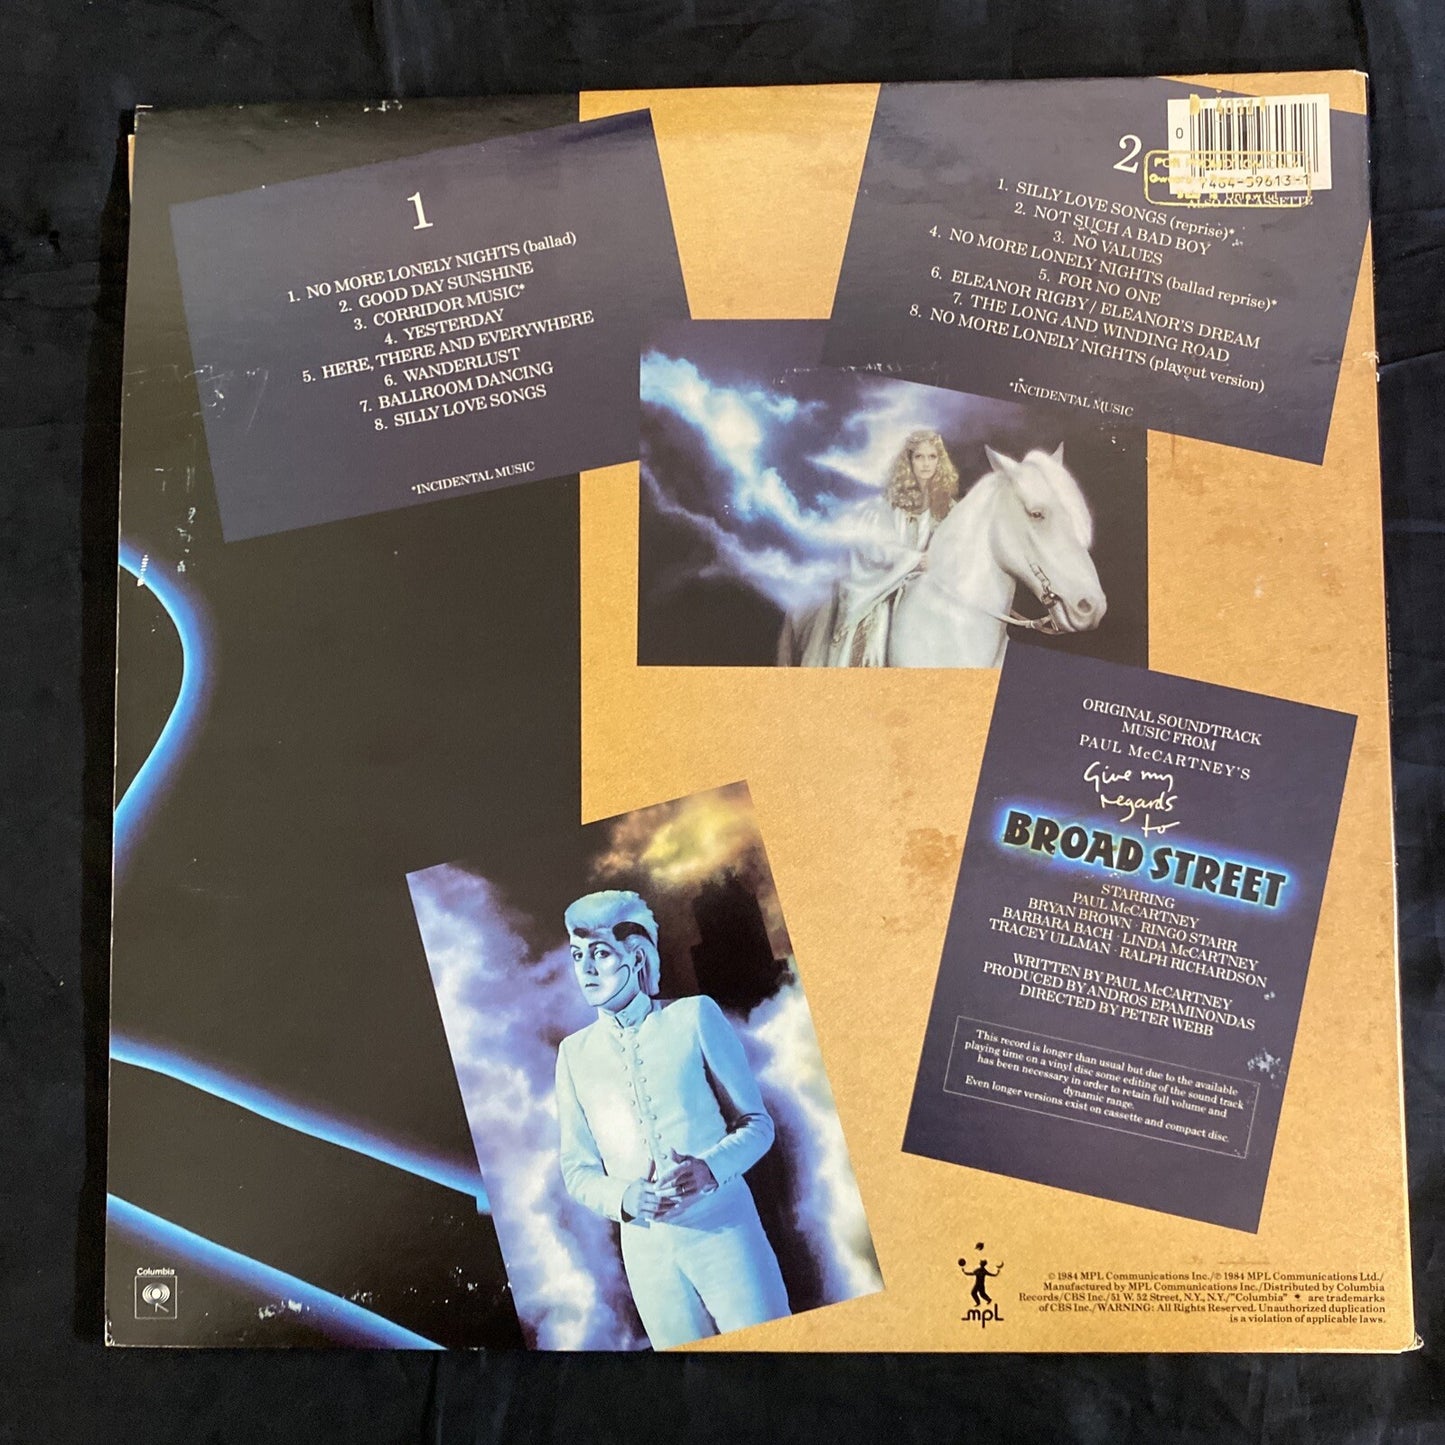 1
1. NO MORE LONELY NIGHTS (ballad)
2. GOOD DAY SUNSHINE
3. CORRIDOR MUSIC*
4. YESTERDAY
5. HERE, THERE AND EVERYWHERE
6. WANDERLUST
7. BALLROOM DANCING
8. SILLY LOVE SONGS
*INCIDENTAL MUSIC
2
1. SILLY LOVE SONGS (reprise)*
2. NOT SUCH A BAD BOY
3. NO VALUES
4. NO MORE LONELY NIGHTS (ballad reprise)*
5. FOR NO ONE
6. ELEANOR RIGBY / ELEANOR'S DREAM
7. THE LONG AND WINDING ROAD
8. NO MORE LONELY NIGHTS (playout version)
*INCIDENTAL MUSIC
0
7464-39613-1
ALSO ON CASSETTE
FOR PROMOTION ONLY
ORIGINAL SOUNDTRACK
MUSIC FROM
PAUL McCARTNEY'S
Give my
regards
to
BROAD STREET
STARRING
PAUL McCARTNEY
BRYAN BROWN · RINGO STARR
BARBARA BACH · LINDA McCARTNEY
TRACEY ULLMAN · RALPH RICHARDSON
WRITTEN BY PAUL McCARTNEY
PRODUCED BY ANDROS EPAMINONDAS
DIRECTED BY PETER WEBB
This record is longer than usual but due to the available
playing time on a vinyl disc some editing of the sound track
has been necessary in order to retain full volume and
dynamic range.
Even longer versions exist on cassette and compact disc.
Columbia
mpL
© 1984 MPL Communications Inc./℗ 1984 MPL Communications Ltd./
Manufactured by MPL Communications Inc./Distributed by Columbia
Records/CBS Inc./51 W. 52 Street, N.Y., N.Y./"Columbia" are trademarks
of CBS Inc./WARNING: All Rights Reserved. Unauthorized duplication
is a violation of applicable laws.